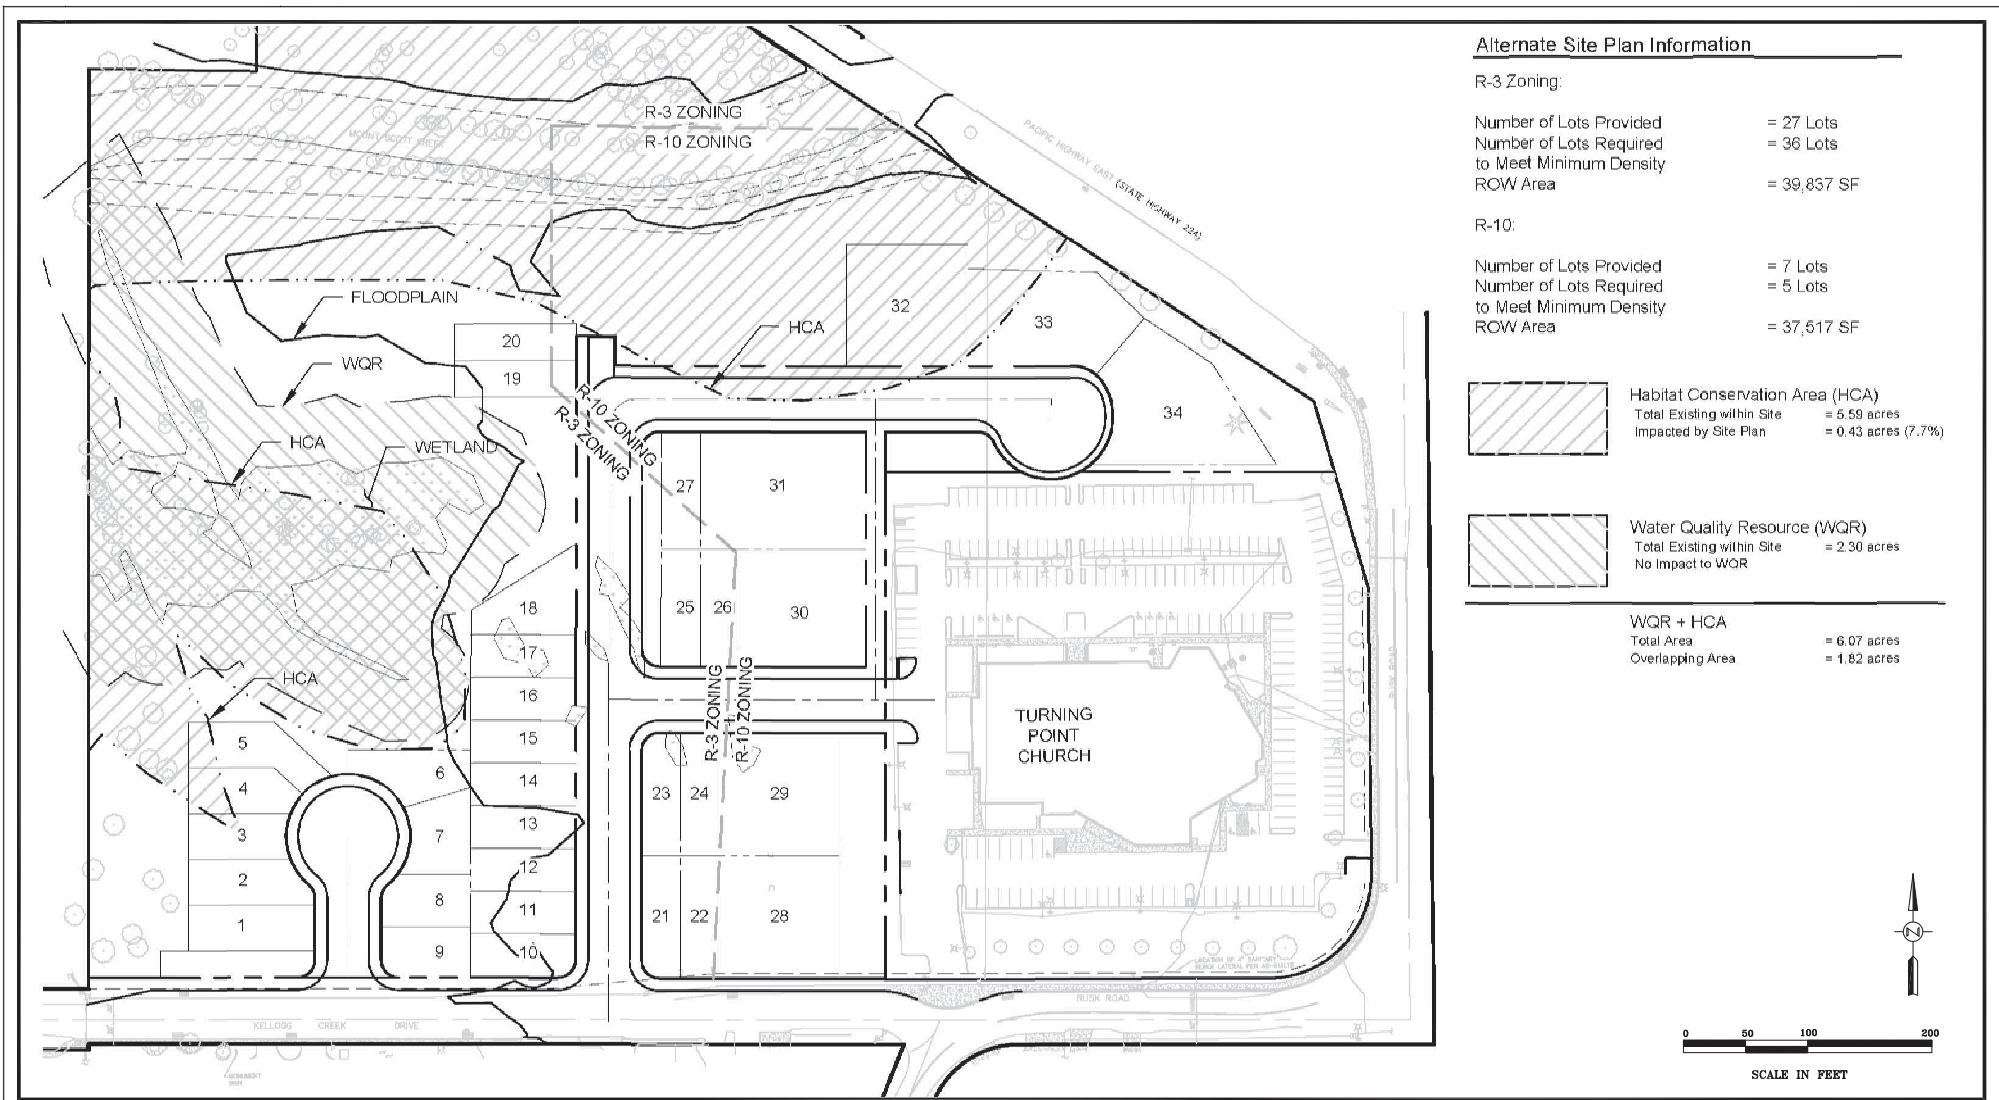 Alternate Site Plan Information
R-3 Zoning:
Number of Lots Provided = 27 Lots
Number of Lots Required = 36 Lots
to Meet Minimum Density
ROW Area = 39,837 SF
R-10:
Number of Lots Provided = 7 Lots
Number of Lots Required = 5 Lots
to Meet Minimum Density
ROW Area = 37,517 SF
Habitat Conservation Area (HCA)
Total Existing within Site = 5.59 acres
Impacted by Site Plan = 0.43 acres (7.7%)
Water Quality Resource (WQR)
Total Existing within Site = 2.30 acres
No Impact to WQR
WQR + HCA
Total Area = 6.07 acres
Overlapping Area = 1.82 acres
R-3 ZONING
R-10 ZONING
MOUNT SCOTT CREEK
PACIFIC HIGHWAY EAST (STATE HIGHWAY 224)
FLOODPLAIN
WQR
HCA
WETLAND
HCA
HCA
R-10 ZONING
R-3 ZONING
R-3 ZONING
R-10 ZONING
20
19
32
33
34
27
31
25
26
30
18
17
16
15
14
13
12
11
10
5
4
3
2
1
6
7
8
9
23
24
29
21
22
28
TURNING
POINT
CHURCH
RUSK ROAD
RUSK ROAD
KELLOGG CREEK DRIVE
MONUMENT
Z
0 50 100 200
SCALE IN FEET